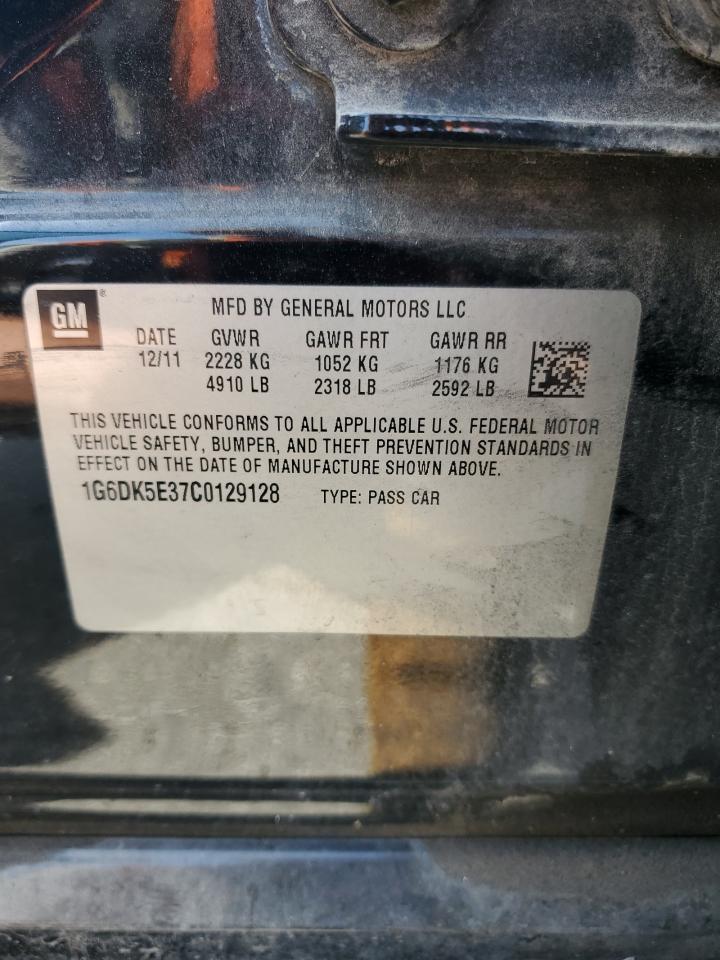 GM ® MFD BY GENERAL MOTORS LLC
DATE GVWR GAWR FRT GAWR RR
12/11 2228 KG 1052 KG 1176 KG
4910 LB 2318 LB 2592 LB
THIS VEHICLE CONFORMS TO ALL APPLICABLE U.S. FEDERAL MOTOR
VEHICLE SAFETY, BUMPER, AND THEFT PREVENTION STANDARDS IN
EFFECT ON THE DATE OF MANUFACTURE SHOWN ABOVE.
1G6DK5E37C0129128 TYPE: PASS CAR